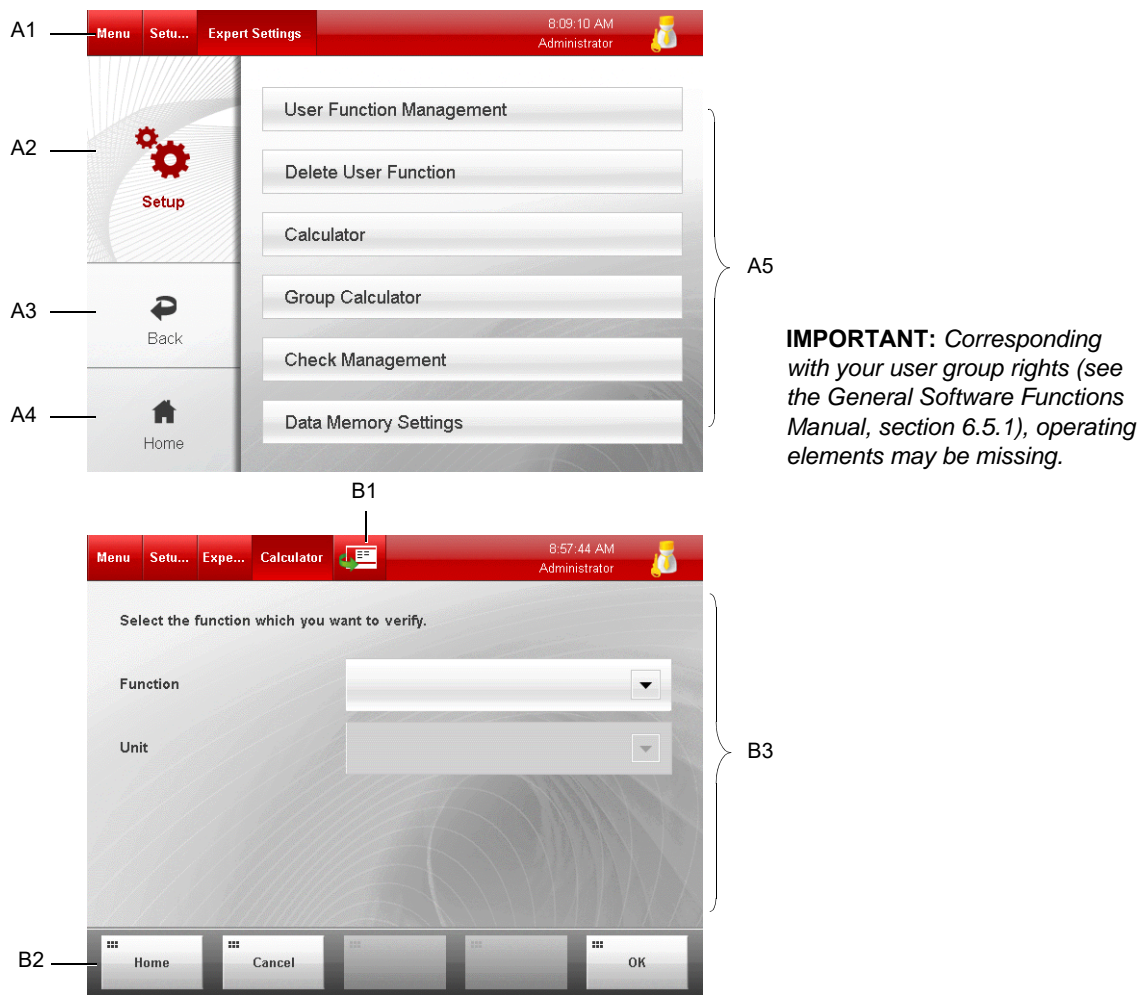 A1
Menu Setu... Expert Settings 8:09:10 AM
Administrator
A2
Setup
A3
Back
A4
Home
User Function Management
Delete User Function
Calculator
Group Calculator
Check Management
Data Memory Settings
A5
IMPORTANT: Corresponding
with your user group rights (see
the General Software Functions
Manual, section 6.5.1), operating
elements may be missing.
B1
Menu Setu... Expe... Calculator 8:57:44 AM
Administrator
Select the function which you want to verify.
Function
Unit
B3
B2
Home Cancel OK